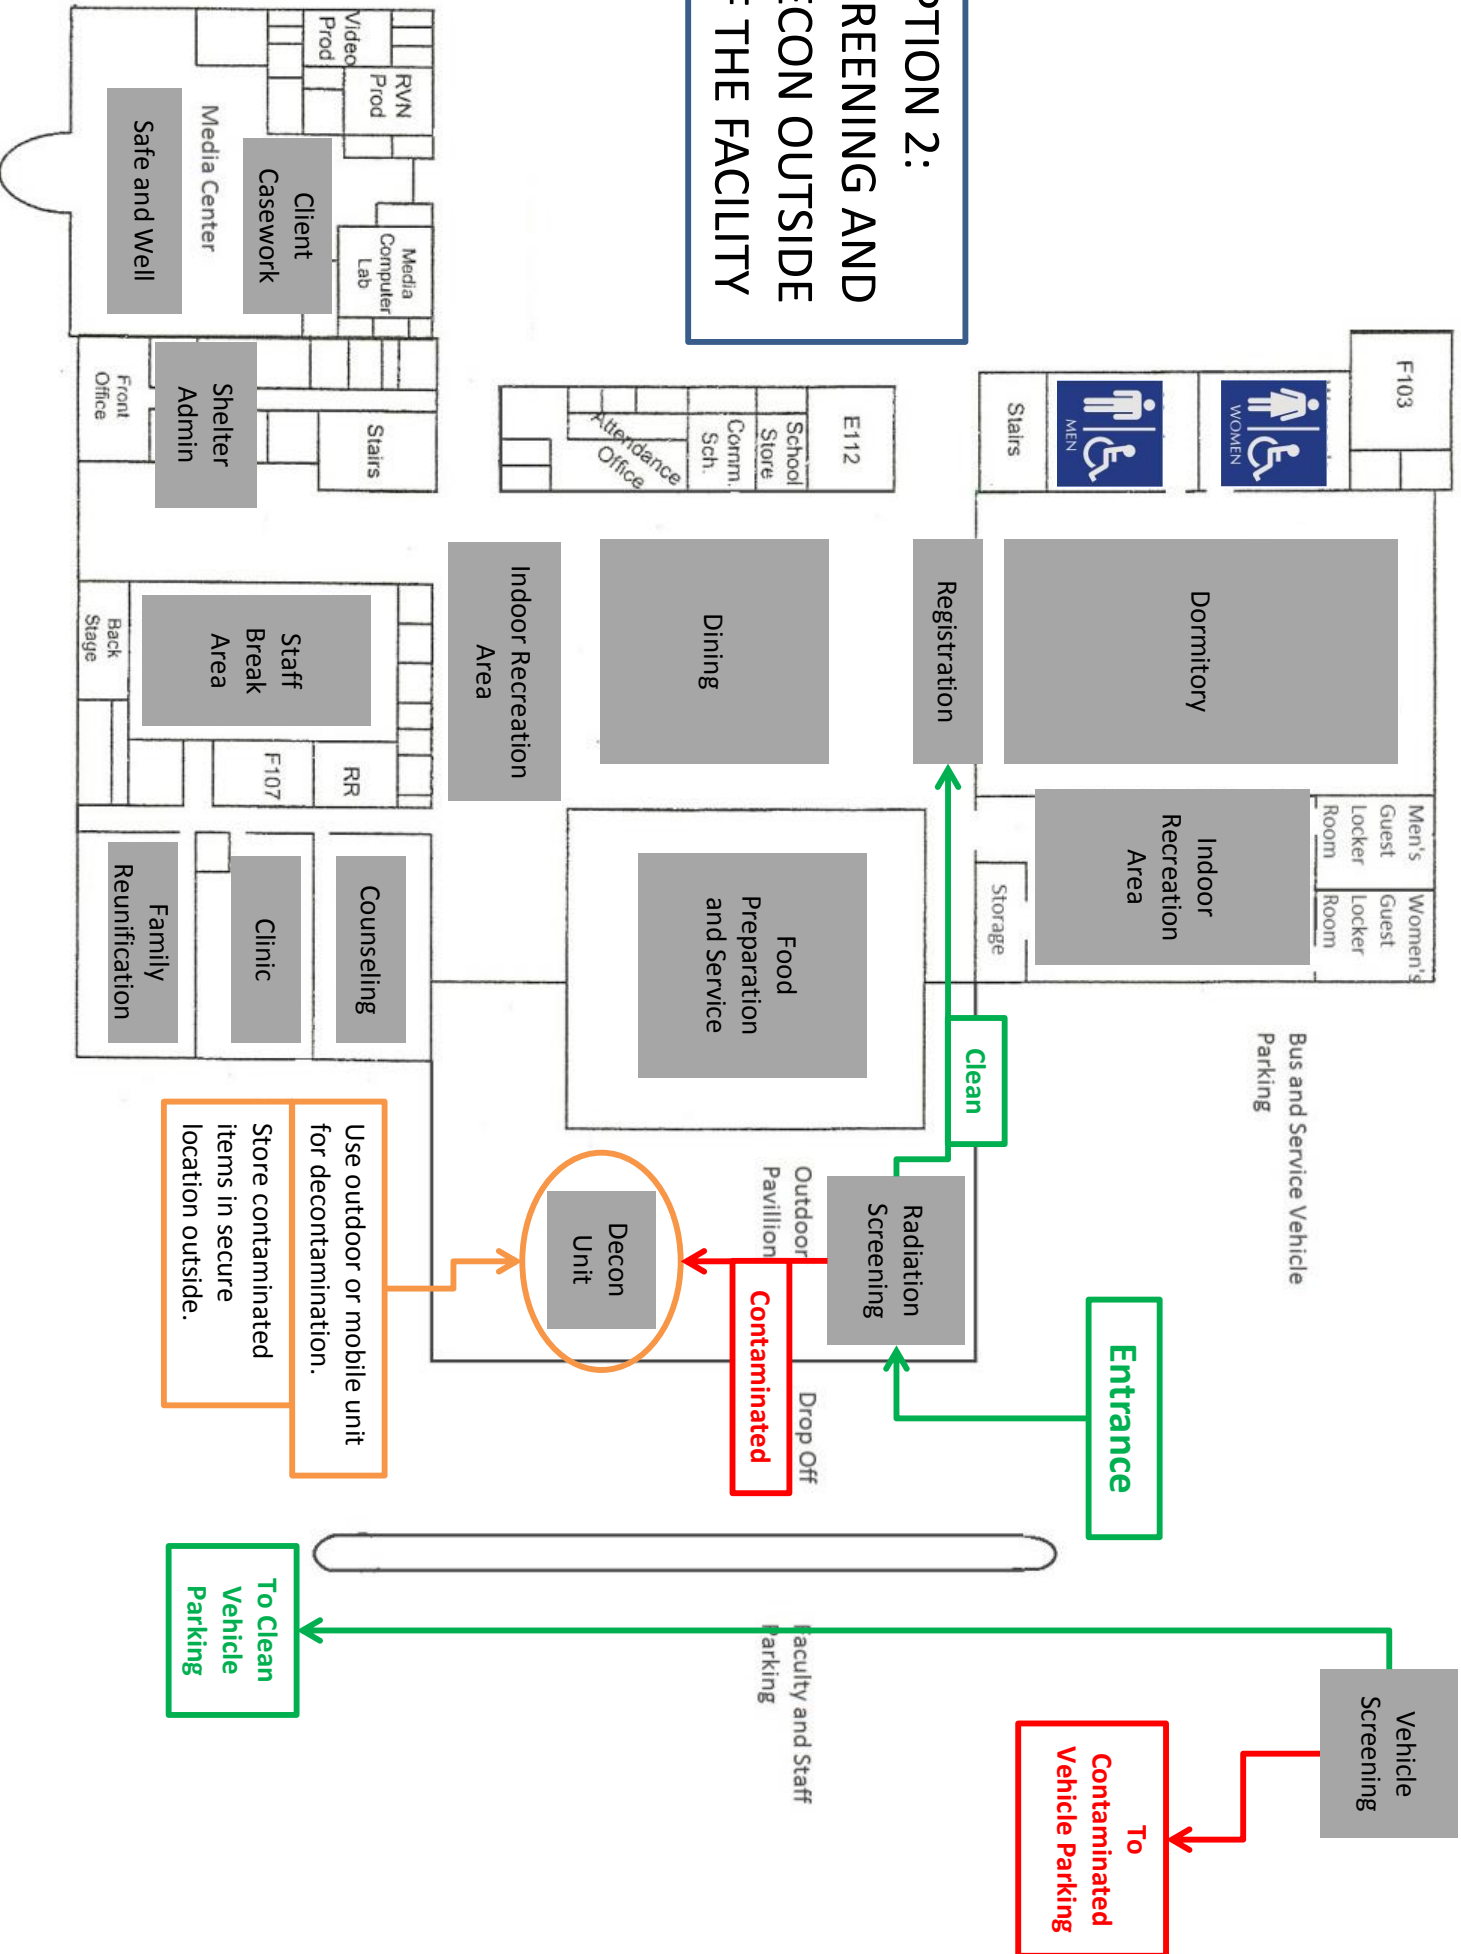 PTION 2:
REENING AND
ECON OUTSIDE
THE FACILITY
F103
WOMEN
MEN
Stairs
Dormitory
Men's
Guest
Locker
Room
Women's
Guest
Locker
Room
Indoor
Recreation
Area
Storage
Bus and Service Vehicle
Parking
Entrance
Vehicle
Screening
To
Contaminated
Vehicle Parking
E112
School
Store
Comm.
Sch.
Attendance
Office
Registration
Clean
Dining
Food
Preparation
and Service
Outdoor
Pavillion
Radiation
Screening
Contaminated
Drop Off
Decon
Unit
Faculty and Staff
Parking
Video
Prod
RVN
Prod
Media
Computer
Lab
Client
Casework
Media Center
Safe and Well
Stairs
Shelter
Admin
Front
Office
Indoor Recreation
Area
Staff
Break
Area
Back
Stage
RR
F107
Counseling
Clinic
Family
Reunification
Use outdoor or mobile unit
for decontamination.
Store contaminated
items in secure
location outside.
To Clean
Vehicle
Parking